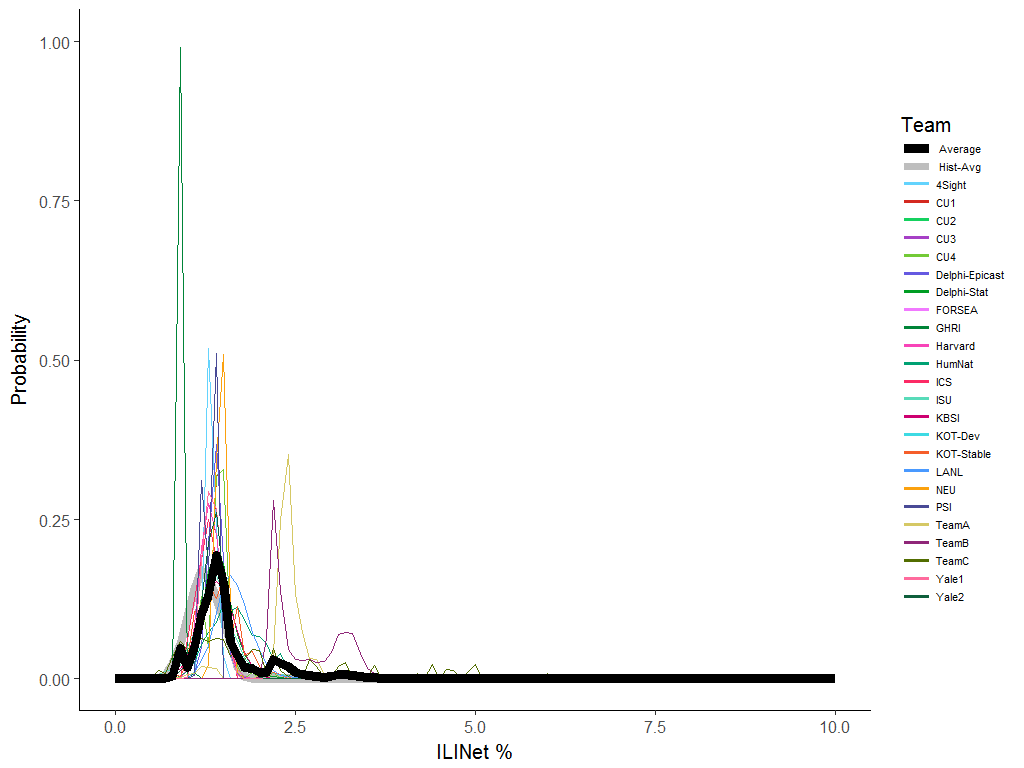 1.00
0.75
0.50
0.25
0.00
Probability
0.0
2.5
5.0
7.5
10.0
ILINet %
Team
Average
Hist-Avg
4Sight
CU1
CU2
CU3
CU4
Delphi-Epicast
Delphi-Stat
FORSEA
GHRI
Harvard
HumNat
ICS
ISU
KBSI
KOT-Dev
KOT-Stable
LANL
NEU
PSI
TeamA
TeamB
TeamC
Yale1
Yale2